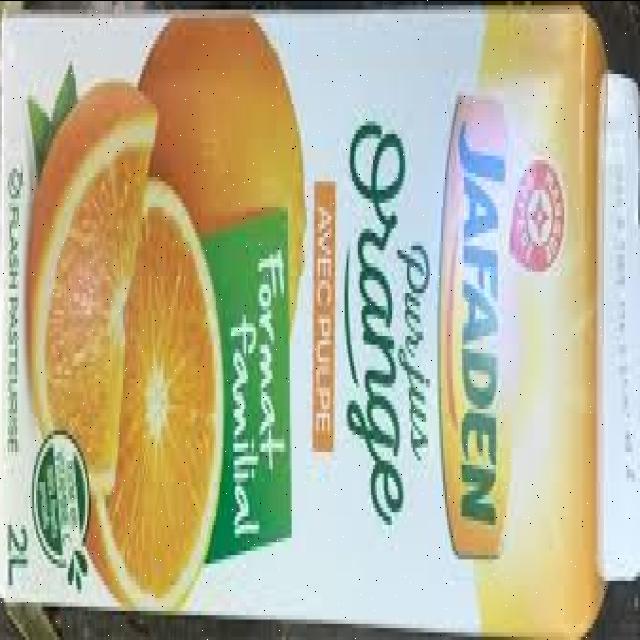 JAFADEN
Pur jus
Orange
AVEC PULPE
Format
familial
FLASH PASTEURISÉ
2L